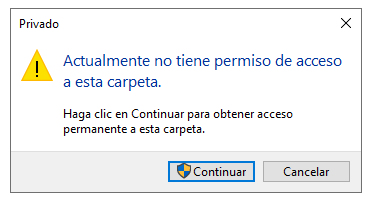 Privado
Actualmente no tiene permiso de acceso
a esta carpeta.
Haga clic en Continuar para obtener acceso
permanente a esta carpeta.
Continuar
Cancelar